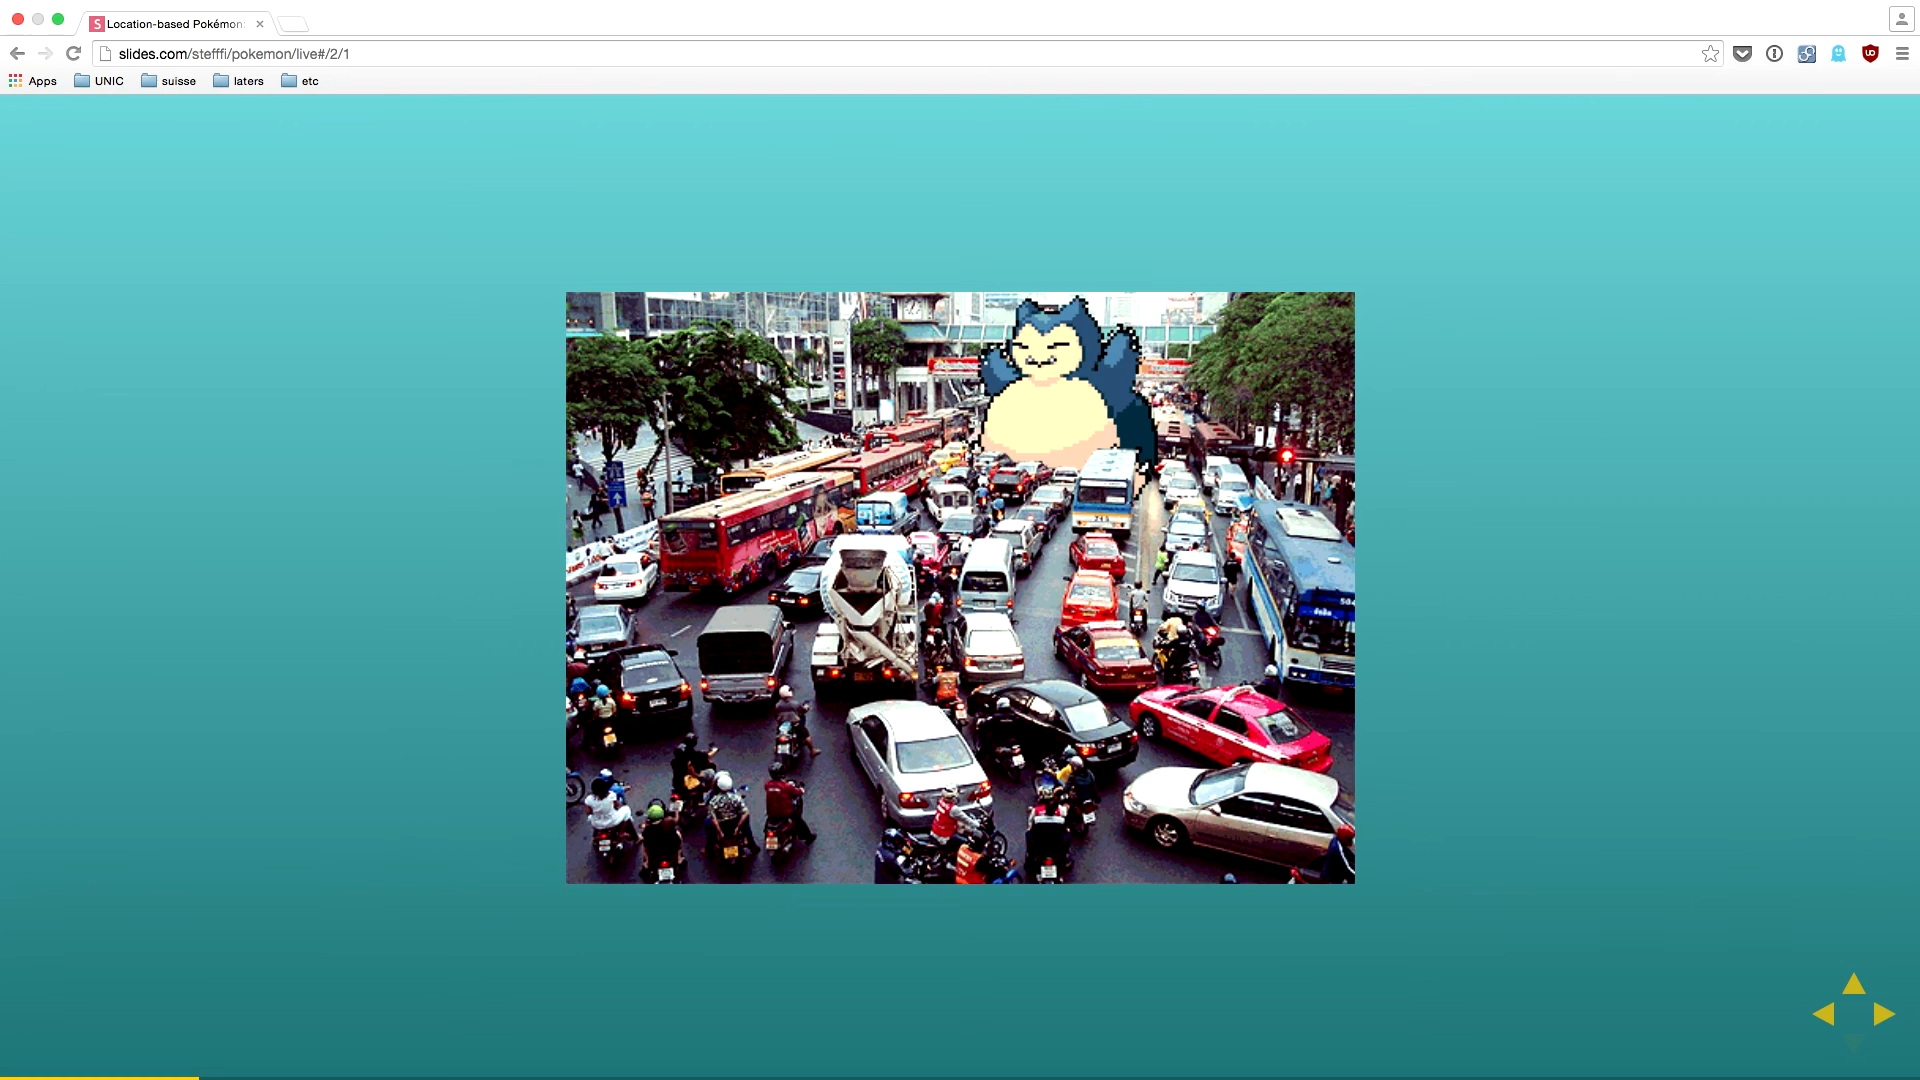 Location-based Pokémon:
slides.com/stefffi/pokemon/live#/2/1
Apps
UNIC
suisse
laters
etc